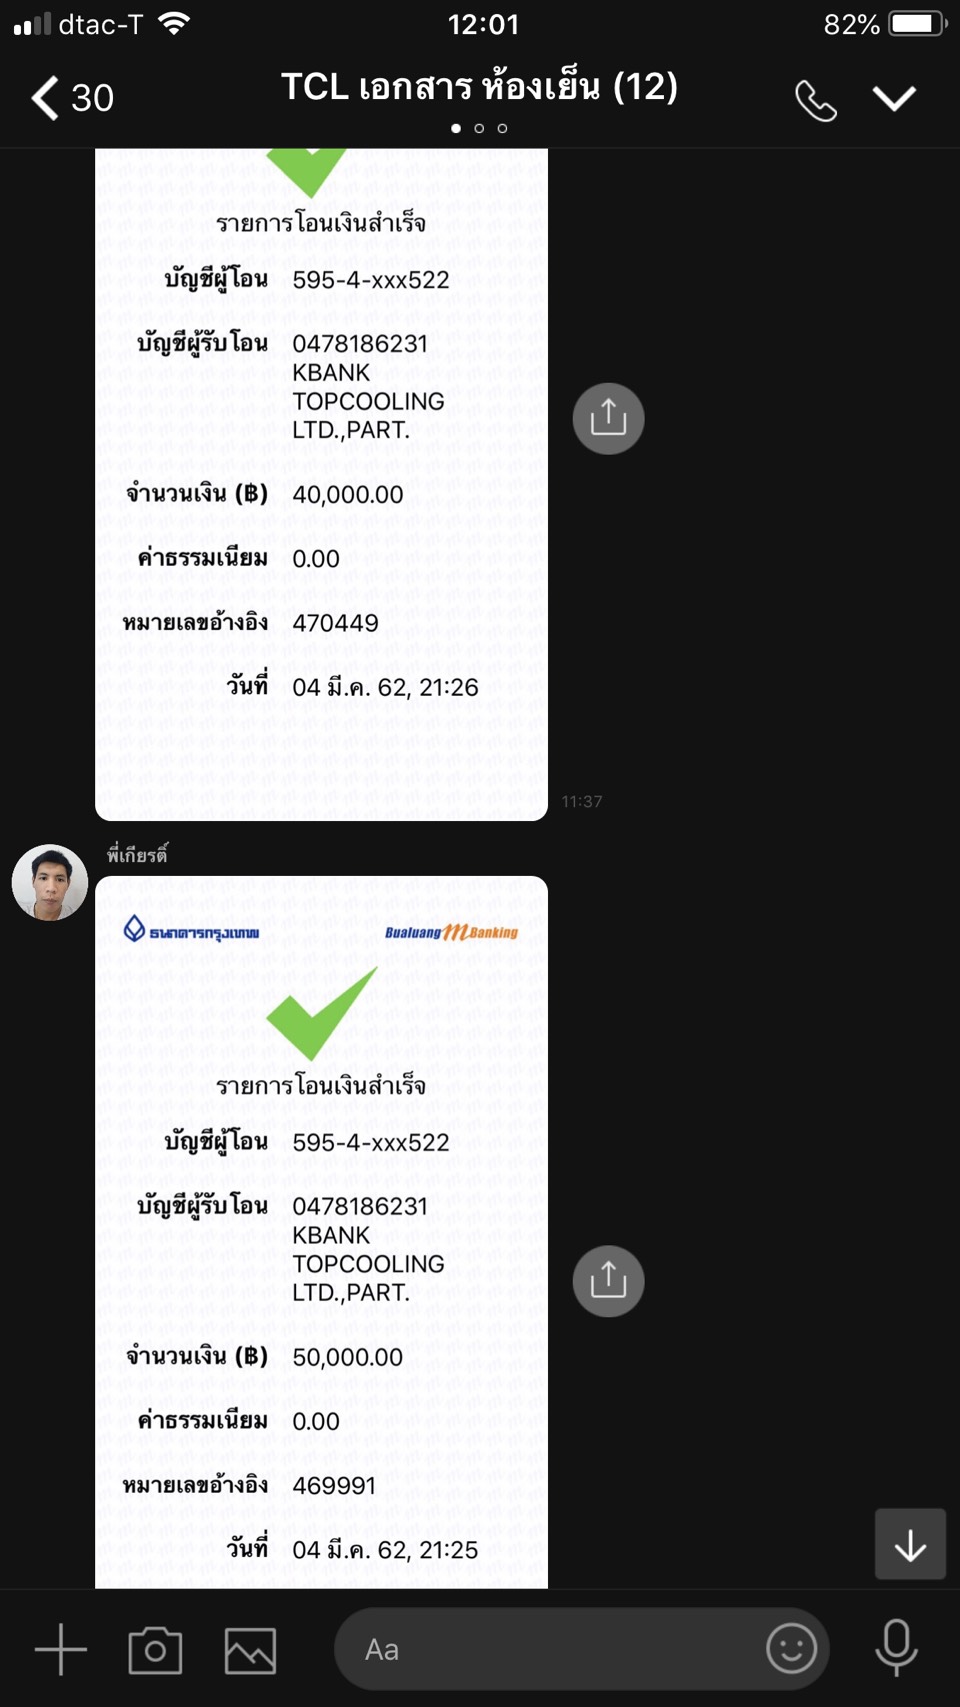 dtac-T 12:01 82%
30 TCL เอกสาร ห้องเย็น (12)
รายการโอนเงินสำเร็จ
บัญชีผู้โอน 595-4-xxx522
บัญชีผู้รับโอน 0478186231
KBANK
TOPCOOLING
LTD.,PART.
จำนวนเงิน (฿) 40,000.00
ค่าธรรมเนียม 0.00
หมายเลขอ้างอิง 470449
วันที่ 04 มี.ค. 62, 21:26
11:37
พี่เกียรติ์
ธนาคารกรุงเทพ Bualuang mBanking
รายการโอนเงินสำเร็จ
บัญชีผู้โอน 595-4-xxx522
บัญชีผู้รับโอน 0478186231
KBANK
TOPCOOLING
LTD.,PART.
จำนวนเงิน (฿) 50,000.00
ค่าธรรมเนียม 0.00
หมายเลขอ้างอิง 469991
วันที่ 04 มี.ค. 62, 21:25
Aa